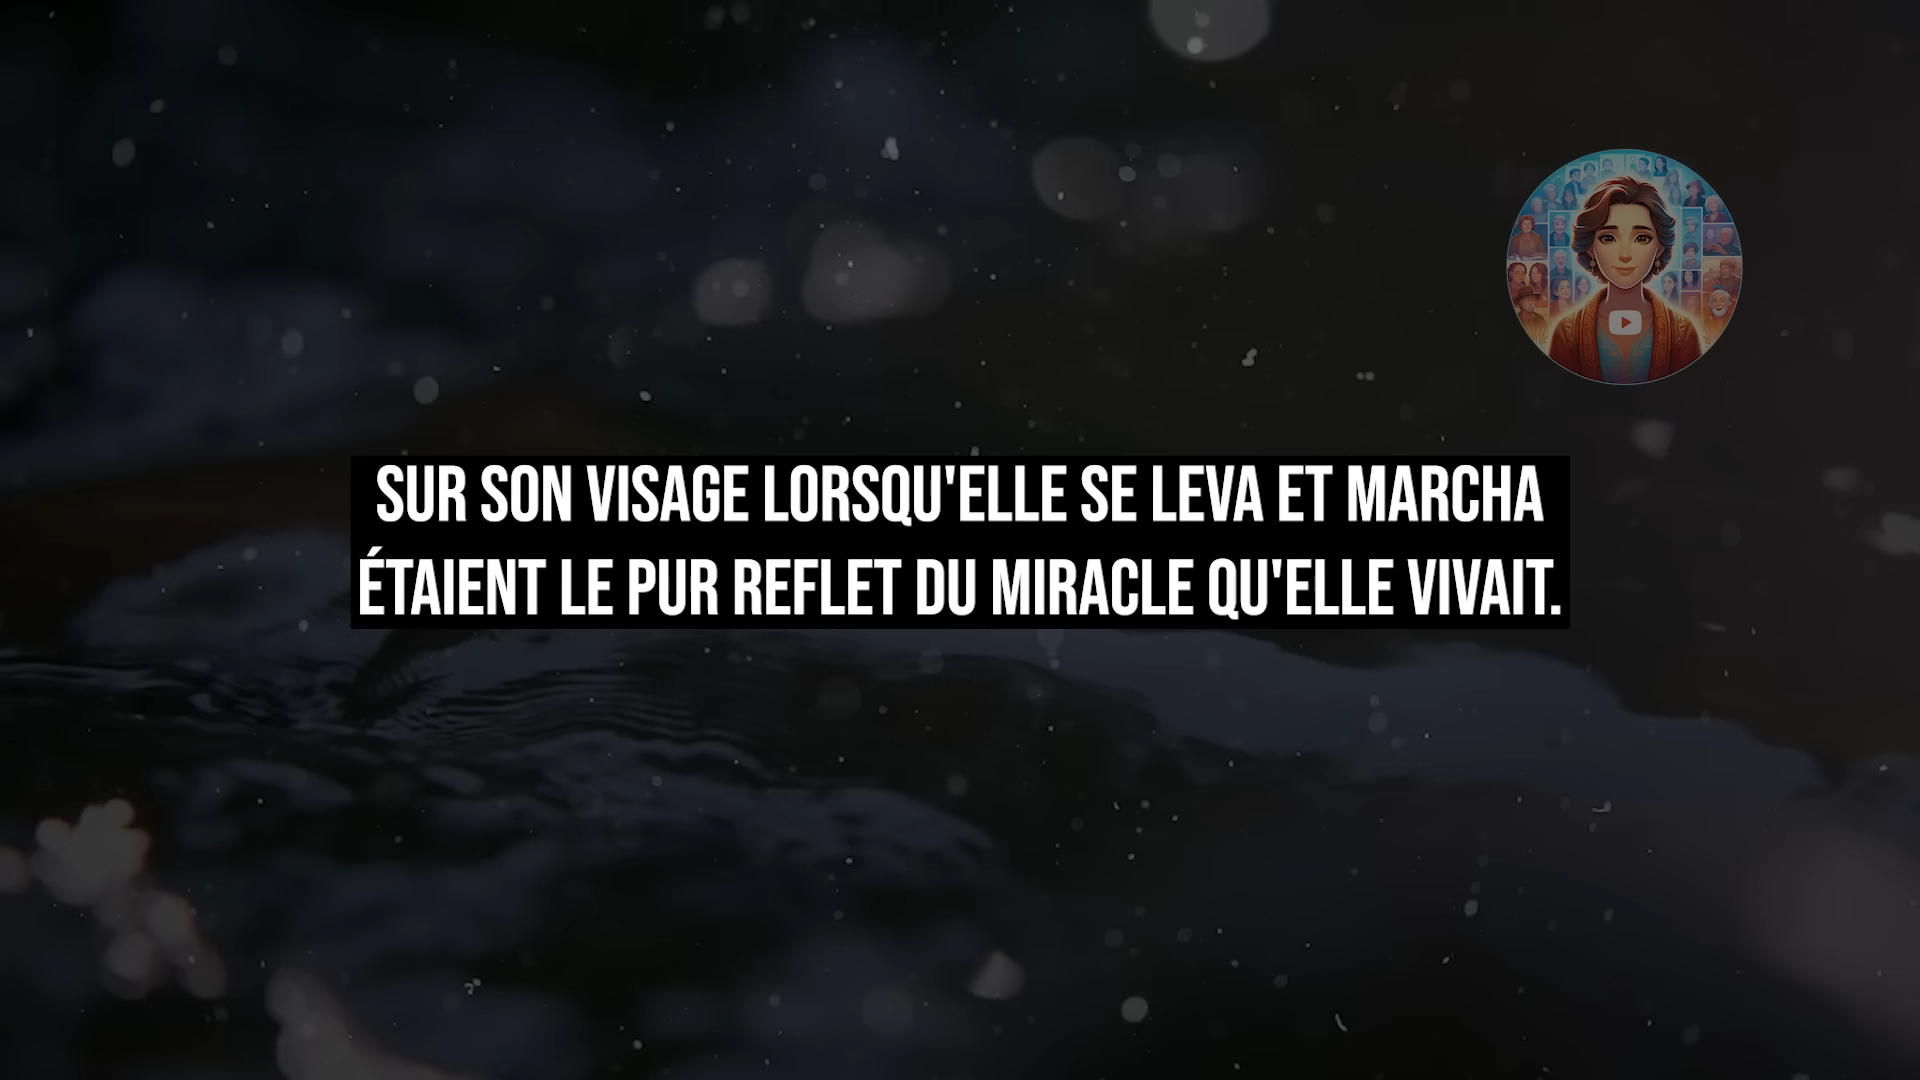 SUR SON VISAGE LORSQU'ELLE SE LEVA ET MARCHA
ÉTAIENT LE PUR REFLET DU MIRACLE QU'ELLE VIVAIT.